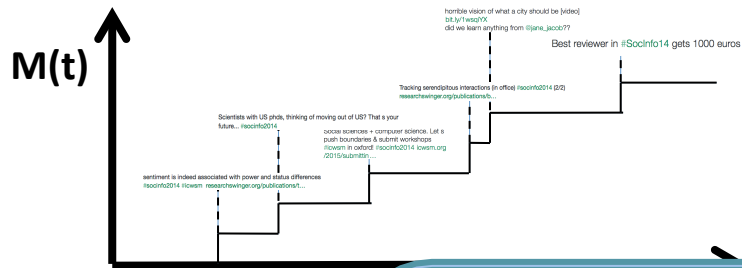 horrible vision of what a city should be [video]
bit.ly/1wsqiYX
did we learn anything from @jane_jacob??
Best reviewer in #SocInfo14 gets 1000 euros
M(t)
Tracking serendipitous interactions (in office) #socinfo2014 (2/2)
researchswinger.org/publications/b…
Scientists with US phds, thinking of moving out of US? That s your
future... #socinfo2014
Social sciences + computer science. Let s
push boundaries & submit workshops
#icwsm in oxford! #socinfo2014 icwsm.org
/2015/submittin…
sentiment is indeed associated with power and status differences
#socinfo2014 #icwsm researchswinger.org/publications/t…